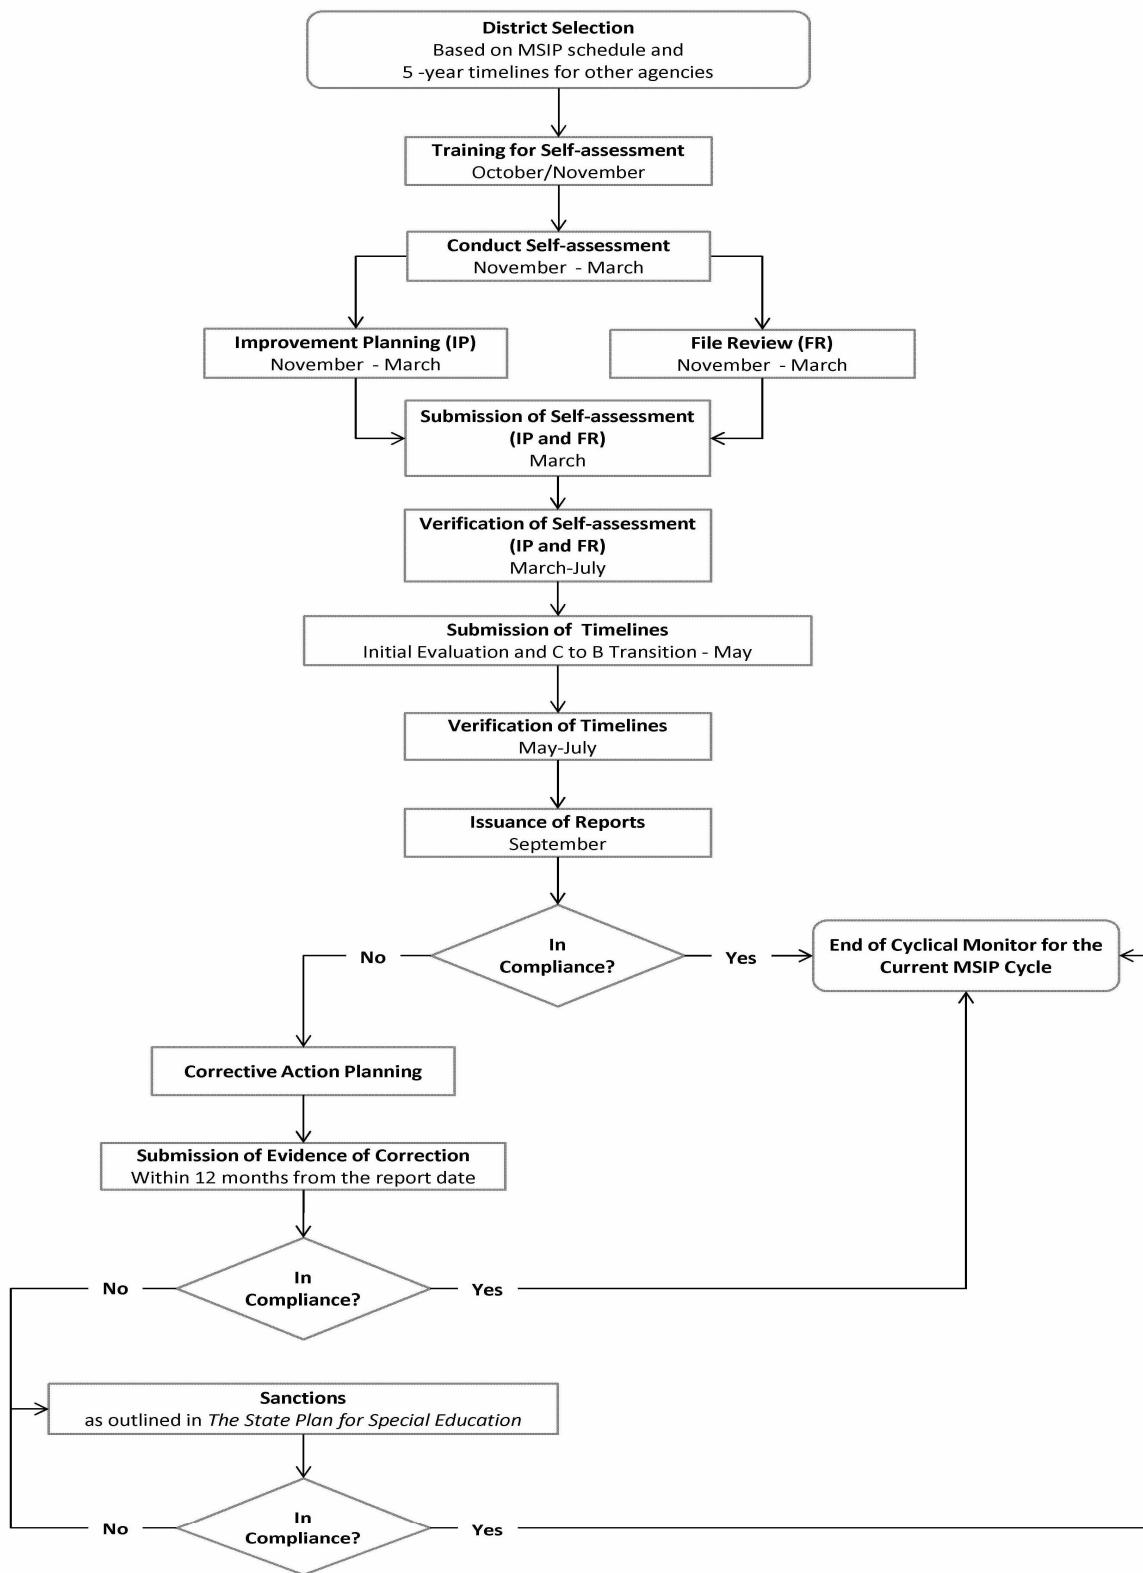 District Selection
Based on MSIP schedule and
5 -year timelines for other agencies
Training for Self-assessment
October/November
Conduct Self-assessment
November - March
Improvement Planning (IP)
November - March
File Review (FR)
November - March
Submission of Self-assessment
(IP and FR)
March
Verification of Self-assessment
(IP and FR)
March-July
Submission of Timelines
Initial Evaluation and C to B Transition - May
Verification of Timelines
May-July
Issuance of Reports
September
No
In
Compliance?
Yes
End of Cyclical Monitor for the
Current MSIP Cycle
Corrective Action Planning
Submission of Evidence of Correction
Within 12 months from the report date
No
In
Compliance?
Yes
Sanctions
as outlined in The State Plan for Special Education
No
In
Compliance?
Yes